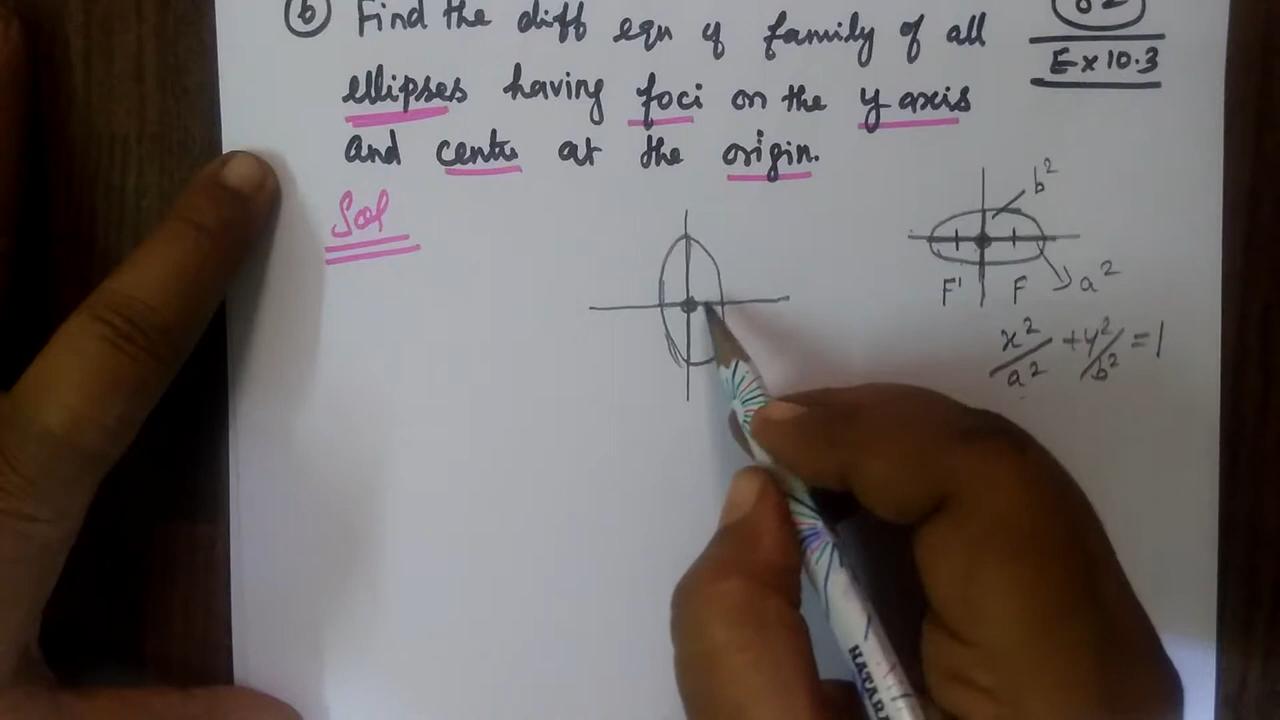 (b) Find the diff eqn of family of all
ellipses having foci on the y axis
and centre at the origin.
Ex 10.3
Sol
b²
F' F a²
x²/a² + y²/b² = 1
HATARA